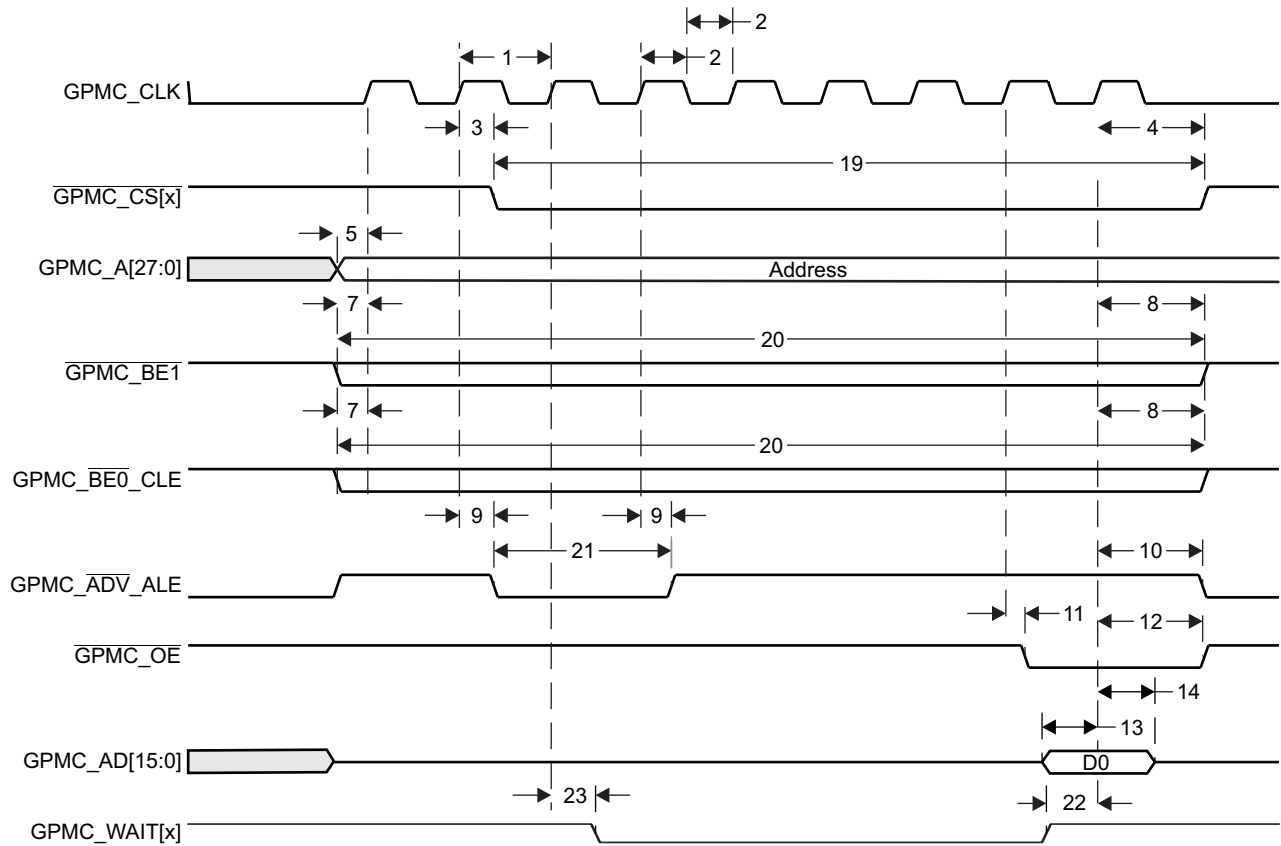 2
1
2
GPMC_CLK
3
4
19
GPMC_CS[x]
5
GPMC_A[27:0]
Address
7
8
20
GPMC_BE1
7
8
20
GPMC_BE0_CLE
9
9
21
10
GPMC_ADV_ALE
11
12
GPMC_OE
14
13
GPMC_AD[15:0]
D0
23
22
GPMC_WAIT[x]